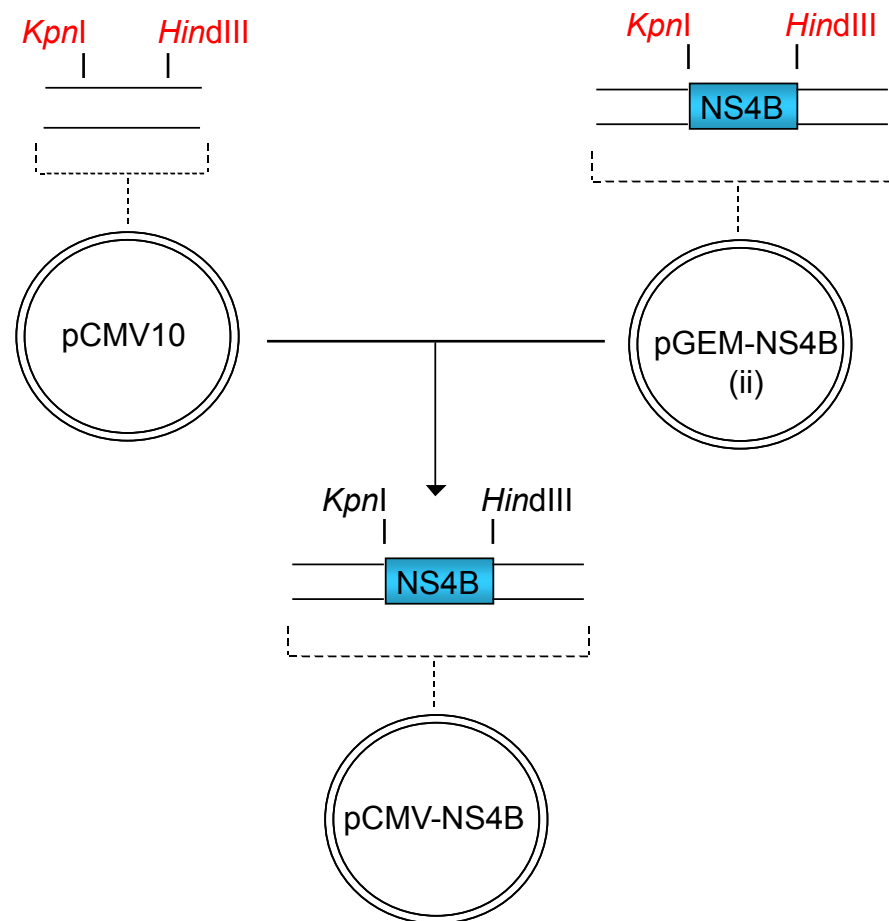 KpnI HindIII
KpnI HindIII
NS4B
pCMV10
pGEM-NS4B
(ii)
KpnI HindIII
NS4B
pCMV-NS4B